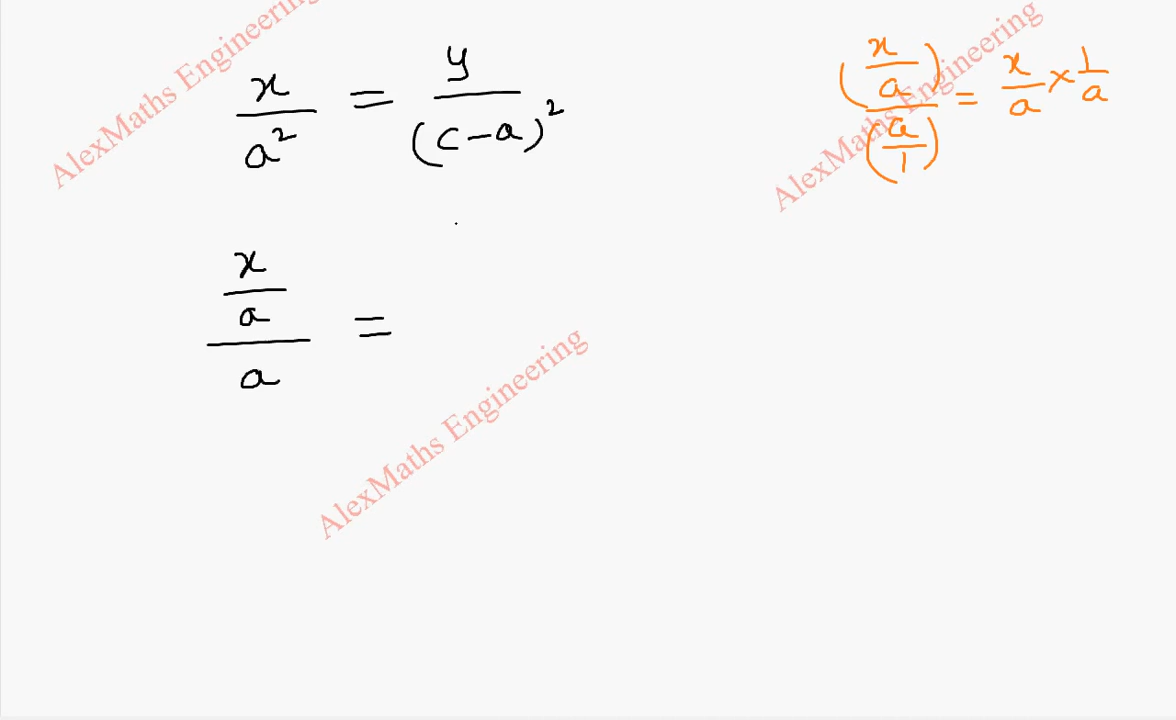 x/a² = y/(c-a)²
(x/a)/(a/1) = x/a × 1/a
x/a/a =
AlexMaths Engineering
AlexMaths Engineering
AlexMaths Engineering